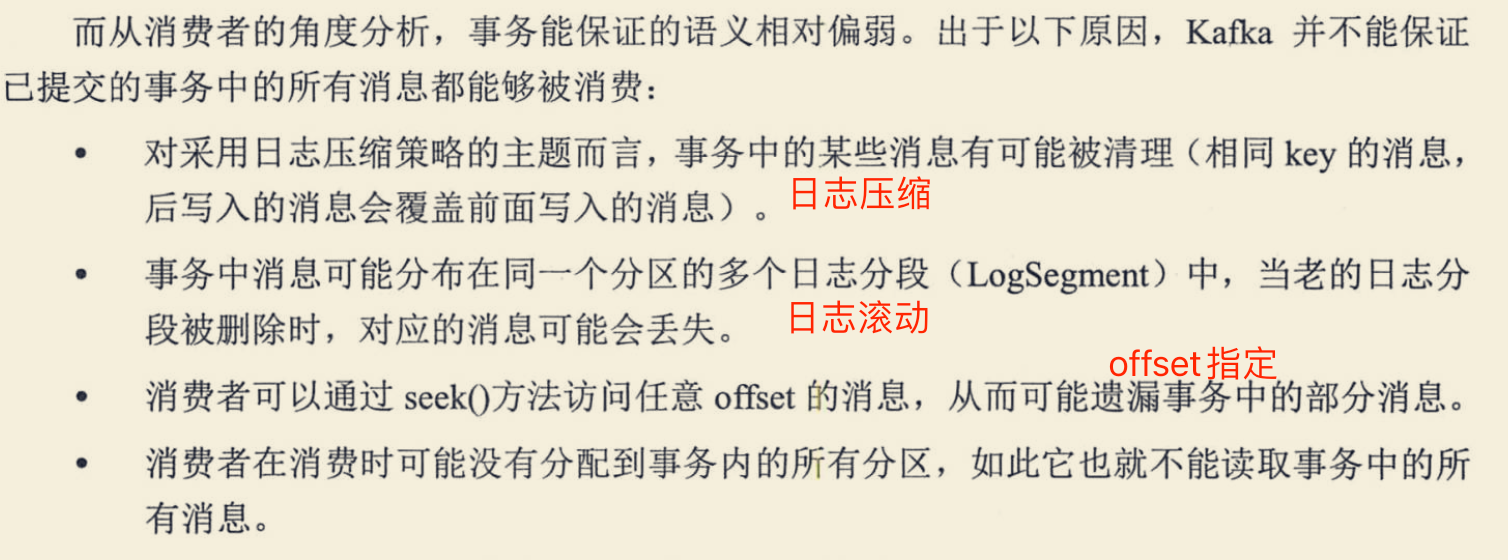 而从消费者的角度分析，事务能保证的语义相对偏弱。出于以下原因，Kafka 并不能保证
已提交的事务中的所有消息都能够被消费：
• 对采用日志压缩策略的主题而言，事务中的某些消息有可能被清理（相同 key 的消息，
后写入的消息会覆盖前面写入的消息）。
日志压缩
• 事务中消息可能分布在同一个分区的多个日志分段（LogSegment）中，当老的日志分
段被删除时，对应的消息可能会丢失。
日志滚动
offset指定
• 消费者可以通过 seek()方法访问任意 offset 的消息，从而可能遗漏事务中的部分消息。
• 消费者在消费时可能没有分配到事务内的所有分区，如此它也就不能读取事务中的所
有消息。